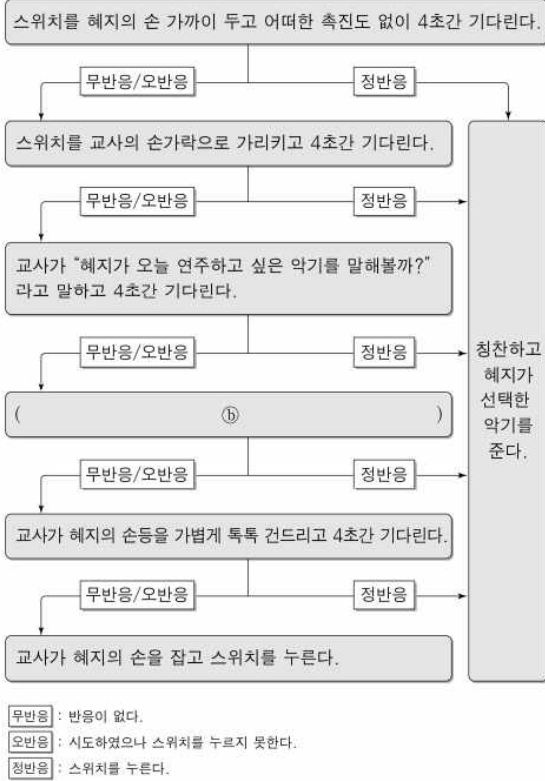 스위치를 혜지의 손 가까이 두고 어떠한 촉진도 없이 4초간 기다린다.
무반응/오반응 정반응
스위치를 교사의 손가락으로 가리키고 4초간 기다린다.
무반응/오반응 정반응
교사가 “혜지가 오늘 연주하고 싶은 악기를 말해볼까?”
라고 말하고 4초간 기다린다.
무반응/오반응 정반응
( ⓑ )
무반응/오반응 정반응
교사가 혜지의 손등을 가볍게 톡톡 건드리고 4초간 기다린다.
무반응/오반응 정반응
교사가 혜지의 손을 잡고 스위치를 누른다.
칭찬하고
혜지가
선택한
악기를
준다.
무반응 : 반응이 없다.
오반응 : 시도하였으나 스위치를 누르지 못한다.
정반응 : 스위치를 누른다.